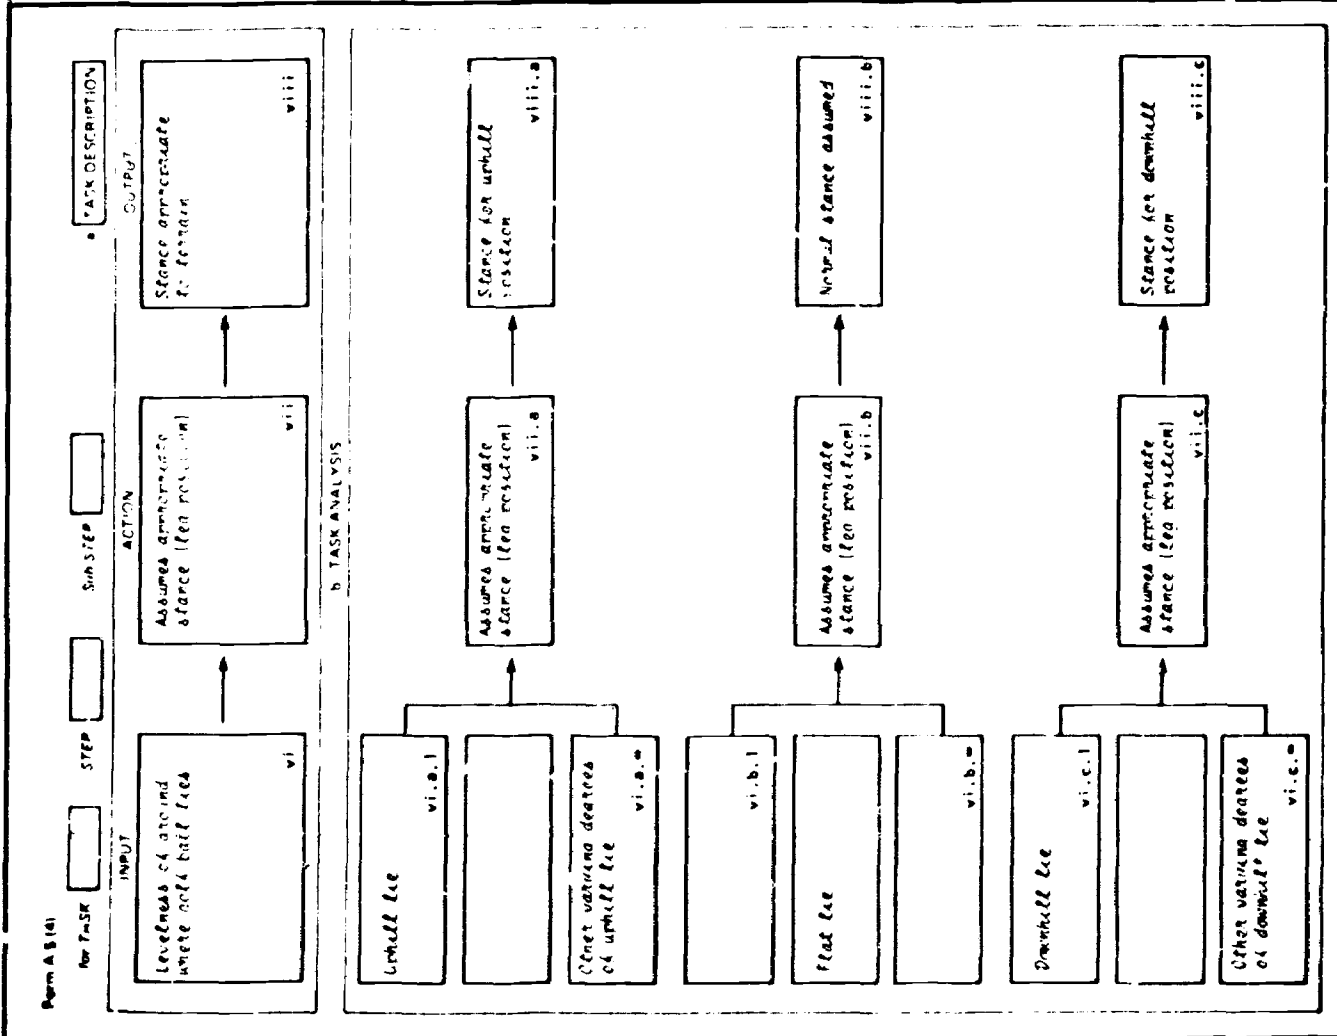 Form A 5 (4)
For TASK
STEP
Sub STEP
a TASK DESCRIPTION
INPUT
ACTION
OUTPUT
Levelness of ground
where golf ball lies
vi
Assumes appropriate
stance (leg position)
vii
Stance appropriate
to terrain
viii
b TASK ANALYSIS
Uphill lie
vi.a.1
Other varying degrees
of uphill lie
vi.a.∞
Assumes appropriate
stance (leg position)
vii.a
Stance for uphill
position
viii.a
vi.b.1
Flat lie
vi.b.∞
Assumes appropriate
stance (leg position)
vii.b
Normal stance assumed
viii.b
Downhill lie
vi.c.1
Other varying degrees
of downhill lie
vi.c.∞
Assumes appropriate
stance (leg position)
vii.c
Stance for downhill
position
viii.c